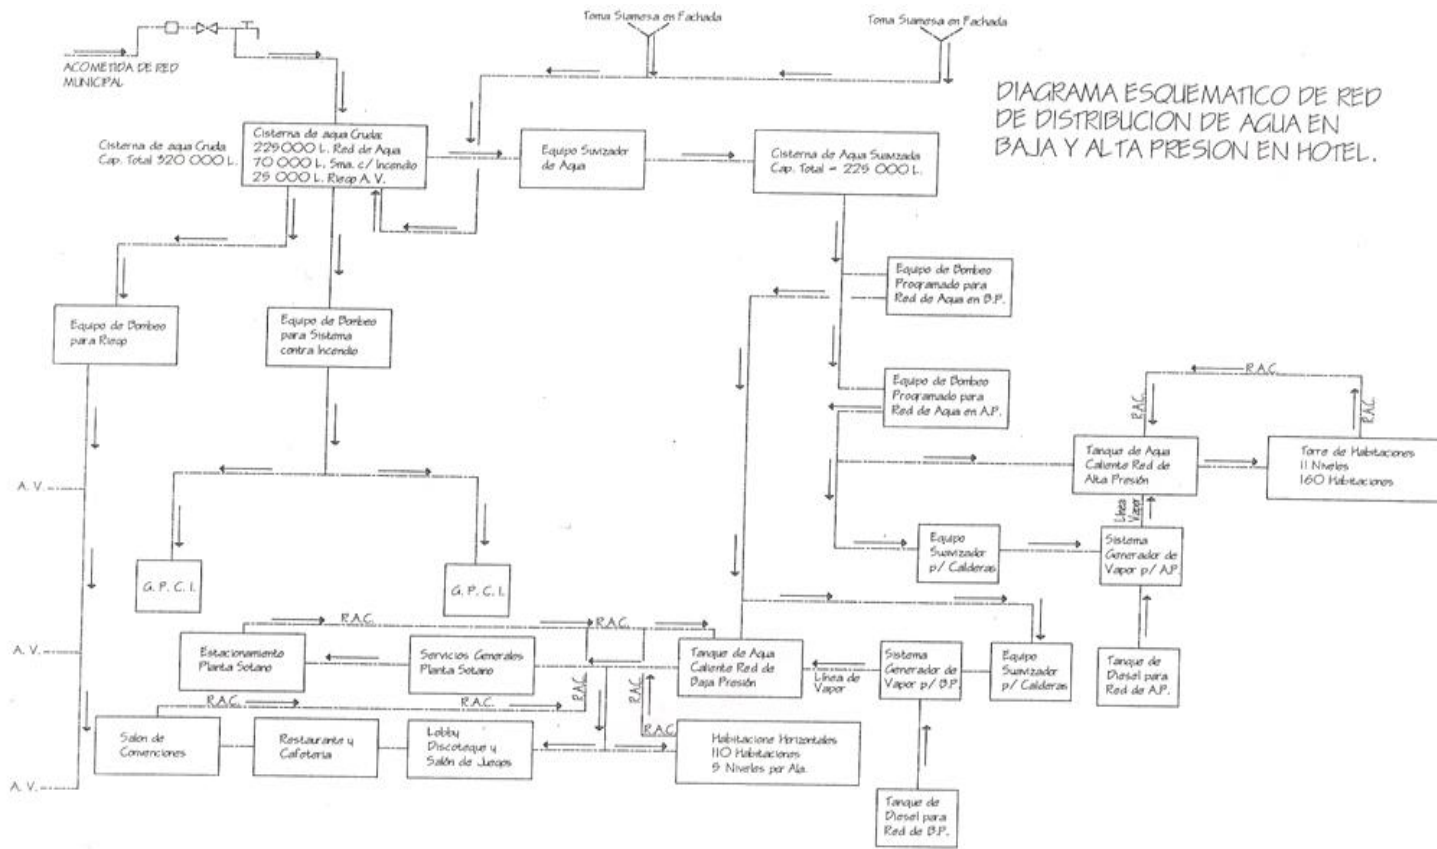 Toma Siamesa en Fachada
Toma Siamesa en Fachada
ACOMETIDA DE RED
MUNICIPAL
DIAGRAMA ESQUEMATICO DE RED
DE DISTRIBUCION DE AGUA EN
BAJA Y ALTA PRESION EN HOTEL.
Cisterna de agua Cruda
Cap. Total 320 000 L.
Cisterna de agua Cruda:
225 000 L. Red de Agua
70 000 L. Sma. c/ Incendio
25 000 L. Riego A. V.
Equipo Suvizador
de Agua
Cisterna de Agua Suavizada
Cap. Total = 225 000 L.
Equipo de Bombeo
Programado para
Red de Agua en B.P.
Equipo de Bombeo
para Riego
Equipo de Bombeo
para Sistema
contra Incendio
Equipo de Bombeo
Programado para
Red de Agua en A.P.
R.A.C.
R.A.C.
R.A.C.
Tanque de Agua
Caliente Red de
Alta Presión
Torre de Habitaciones
11 Niveles
160 Habitaciones
A. V.
Línea
Vapor
Equipo
Suavizador
p/ Calderas
Sistema
Generador de
Vapor p/ A.P.
G. P. C. I.
G. P. C. I.
R.A.C.
R.A.C.
A. V.
Estacionamiento
Planta Sotano
Servicios Generales
Planta Sotano
Tanque de Agua
Caliente Red de
Baja Presión
Línea de
Vapor
Sistema
Generador de
Vapor p/ B.P.
Equipo
Suavizador
p/ Calderas
Tanque de
Diesel para
Red de A.P.
R.A.C.
R.A.C.
R.A.C.
R.A.C.
R.A.C.
Salón de
Convenciones
Restaurante y
Cafeteria
Lobby
Discoteque y
Salón de Juegos
Habitacione Horizontales
110 Habitaciones
5 Niveles por Ala.
A. V.
Tanque de
Diesel para
Red de B.P.